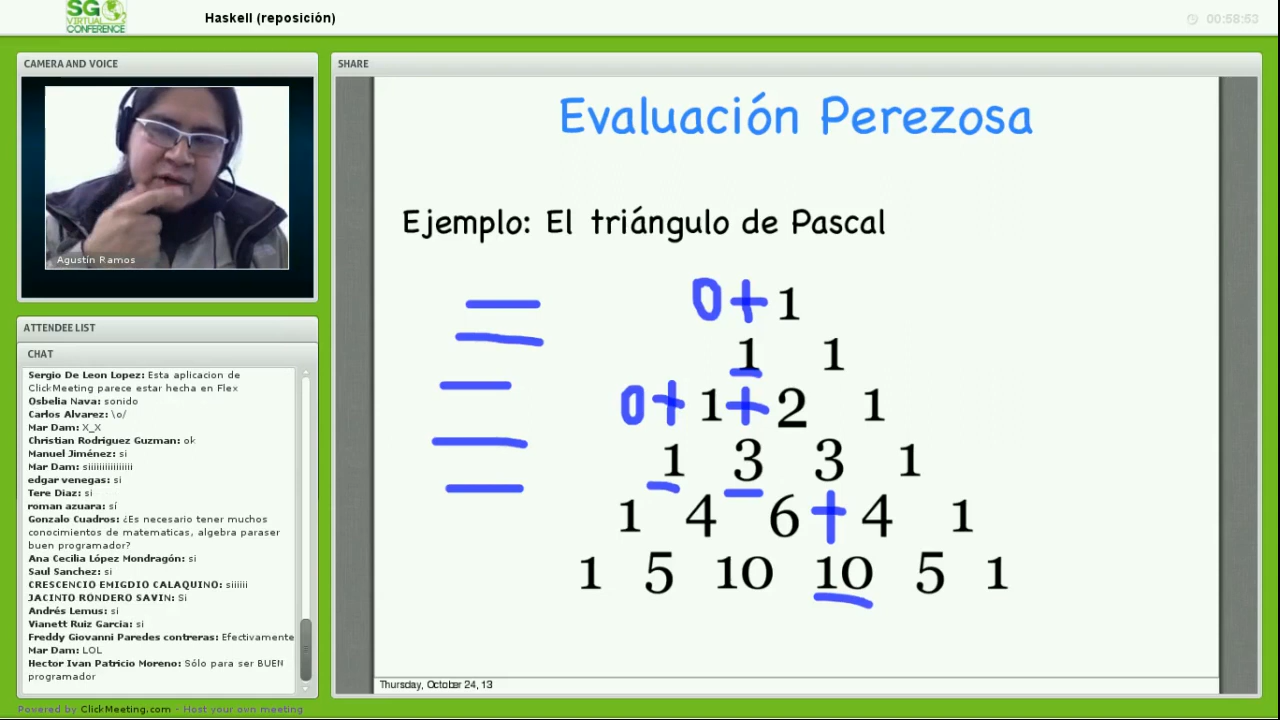 SG
VIRTUAL
CONFERENCE
Haskell (reposición)
00:58:53
CAMERA AND VOICE
Agustín Ramos
ATTENDEE LIST
CHAT
Sergio De Leon Lopez: Esta aplicacion de
ClickMeeting parece estar hecha en Flex
Osbelia Nava: sonido
Carlos Alvarez: \o/
Mar Dam: X_X
Christian Rodriguez Guzman: ok
Manuel Jiménez: si
Mar Dam: siiiiiiiiiiiiiiii
edgar venegas: si
Tere Diaz: si
roman azuara: sí
Gonzalo Cuadros: ¿Es necesario tener muchos
conocimientos de matematicas, algebra paraser
buen programador?
Ana Cecilia López Mondragón: si
Saul Sanchez: si
CRESCENCIO EMIGDIO CALAQUINO: siiiiii
JACINTO RONDERO SAVIN: Si
Andrés Lemus: si
Vianett Ruiz Garcia: si
Freddy Giovanni Paredes contreras: Efectivamente
Mar Dam: LOL
Hector Ivan Patricio Moreno: Sólo para ser BUEN
programador
Powered by ClickMeeting.com - Host your own meeting
SHARE
Evaluación Perezosa
Ejemplo: El triángulo de Pascal
0 + 1
1 1
0 + 1 + 2 1
1 3 3 1
1 4 6 + 4 1
1 5 10 10 5 1
Thursday, October 24, 13